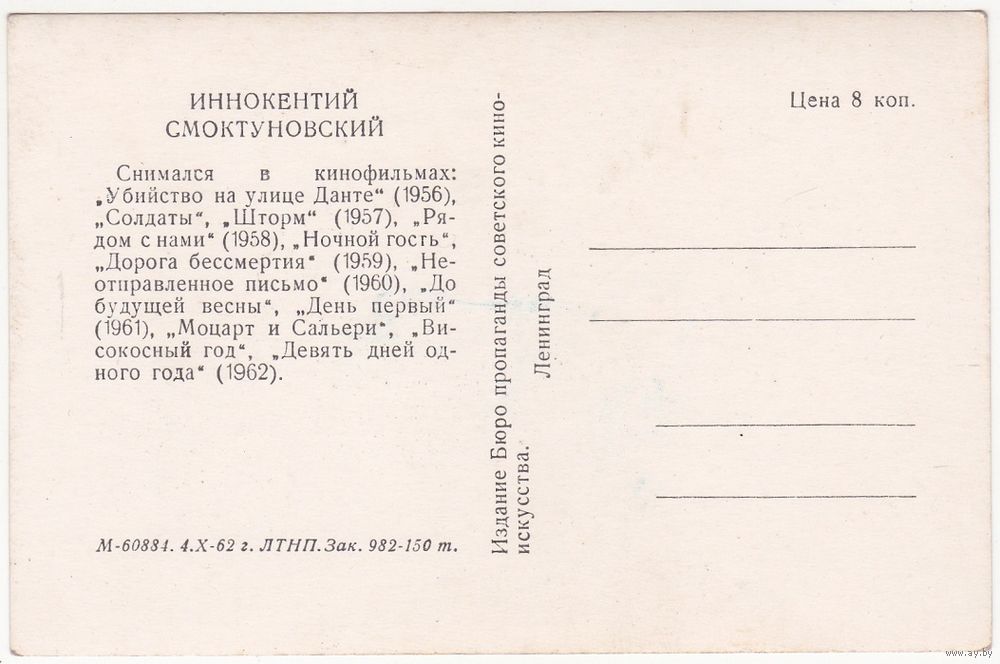 ИННОКЕНТИЙ
СМОКТУНОВСКИЙ
Снимался в кинофильмах:
„Убийство на улице Данте“ (1956),
„Солдаты“, „Шторм“ (1957), „Ря-
дом с нами“ (1958), „Ночной гость“,
„Дорога бессмертия“ (1959), „Не-
отправленное письмо“ (1960), „До
будущей весны“, „День первый“
(1961), „Моцарт и Сальери“, „Ви-
сокосный год“, „Девять дней од-
ного года“ (1962).
М-60884. 4.X-62 г. ЛТНП. Зак. 982-150 т.
Издание Бюро пропаганды советского кино-
искусства.
Ленинград
Цена 8 коп.
www.ay.by